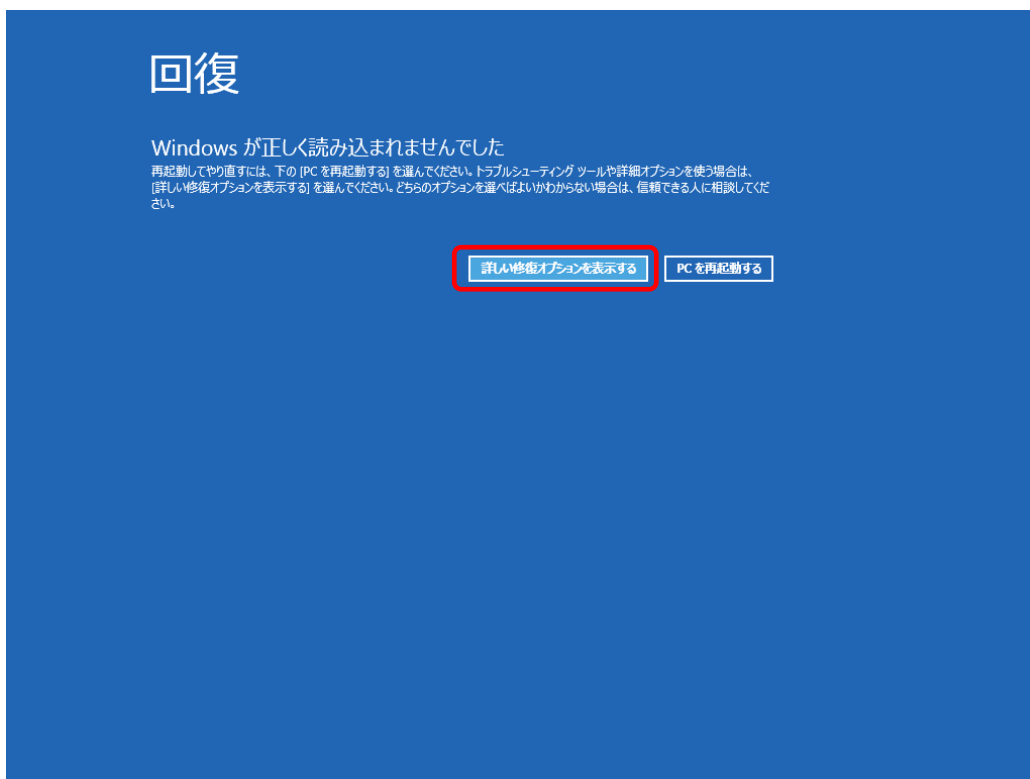 回復
Windows が正しく読み込まれませんでした
再起動してやり直すには、下の [PC を再起動する] を選んでください。トラブルシューティング ツールや詳細オプションを使う場合は、
[詳しい修復オプションを表示する] を選んでください。どちらのオプションを選べばよいかわからない場合は、信頼できる人に相談してくだ
さい。
詳しい修復オプションを表示する PC を再起動する